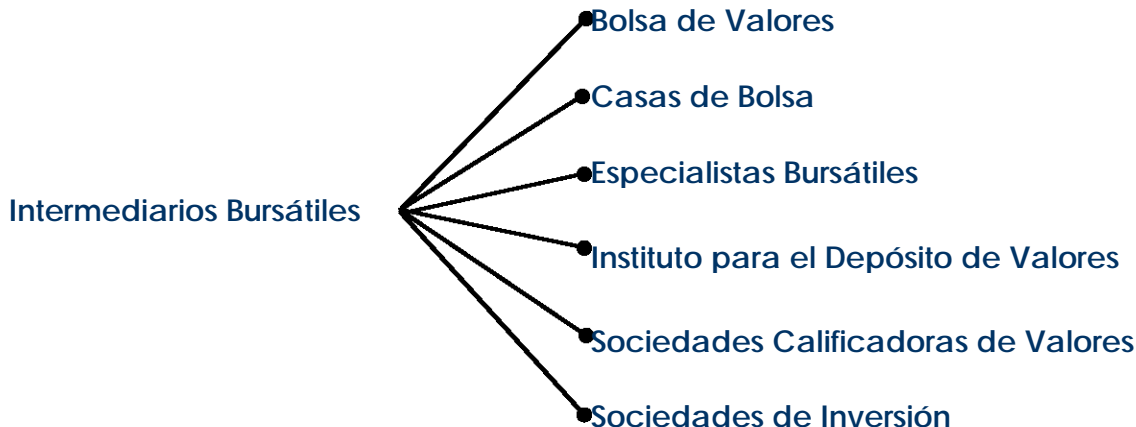 Intermediarios Bursátiles
Bolsa de Valores
Casas de Bolsa
Especialistas Bursátiles
Instituto para el Depósito de Valores
Sociedades Calificadoras de Valores
Sociedades de Inversión